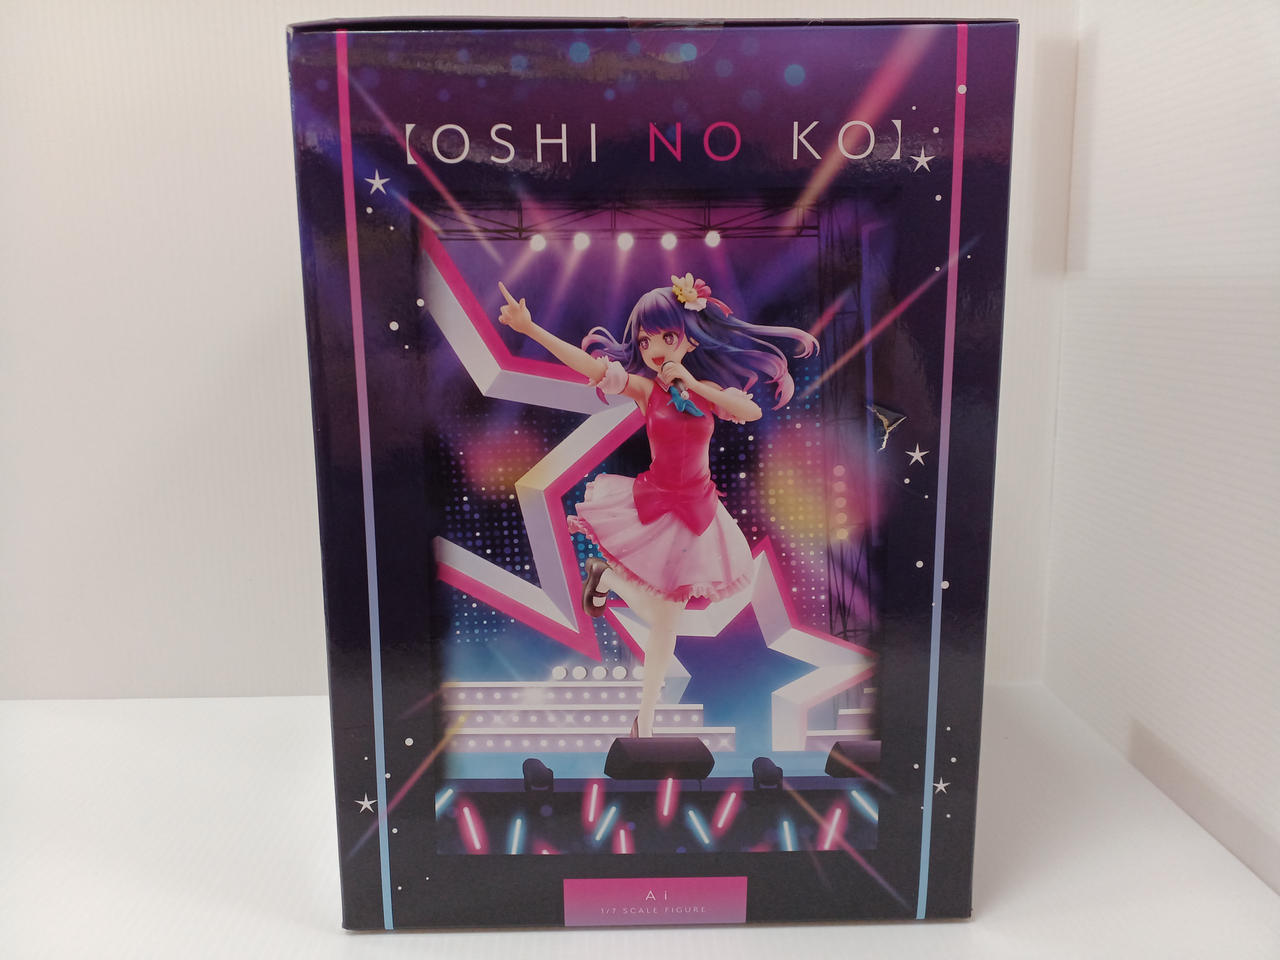 【OSHI NO KO】
Ai
1/7 SCALE FIGURE